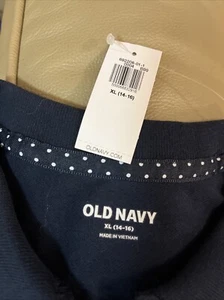 XL (14-16)
OLDNAVY.COM
OLD NAVY
XL (14-16)
MADE IN VIETNAM